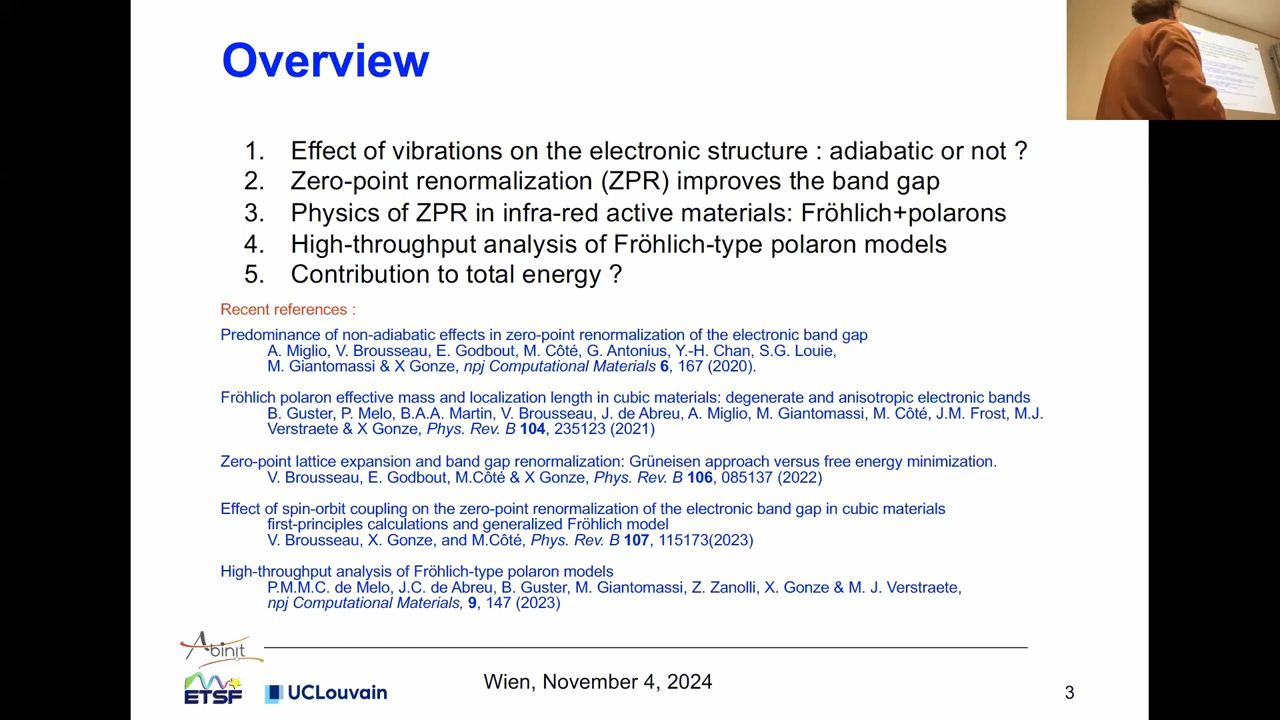 Overview
1. Effect of vibrations on the electronic structure : adiabatic or not ?
2. Zero-point renormalization (ZPR) improves the band gap
3. Physics of ZPR in infra-red active materials: Fröhlich+polarons
4. High-throughput analysis of Fröhlich-type polaron models
5. Contribution to total energy ?
Recent references :
Predominance of non-adiabatic effects in zero-point renormalization of the electronic band gap
A. Miglio, V. Brousseau, E. Godbout, M. Côté, G. Antonius, Y.-H. Chan, S.G. Louie,
M. Giantomassi & X Gonze, npj Computational Materials 6, 167 (2020).
Fröhlich polaron effective mass and localization length in cubic materials: degenerate and anisotropic electronic bands
B. Guster, P. Melo, B.A.A. Martin, V. Brousseau, J. de Abreu, A. Miglio, M. Giantomassi, M. Côté, J.M. Frost, M.J.
Verstraete & X Gonze, Phys. Rev. B 104, 235123 (2021)
Zero-point lattice expansion and band gap renormalization: Grüneisen approach versus free energy minimization.
V. Brousseau, E. Godbout, M.Côté & X Gonze, Phys. Rev. B 106, 085137 (2022)
Effect of spin-orbit coupling on the zero-point renormalization of the electronic band gap in cubic materials
first-principles calculations and generalized Fröhlich model
V. Brousseau, X. Gonze, and M.Côté, Phys. Rev. B 107, 115173(2023)
High-throughput analysis of Fröhlich-type polaron models
P.M.M.C. de Melo, J.C. de Abreu, B. Guster, M. Giantomassi, Z. Zanolli, X. Gonze & M. J. Verstraete,
npj Computational Materials, 9, 147 (2023)
Abinit
ETSF
UCLouvain
Wien, November 4, 2024
3